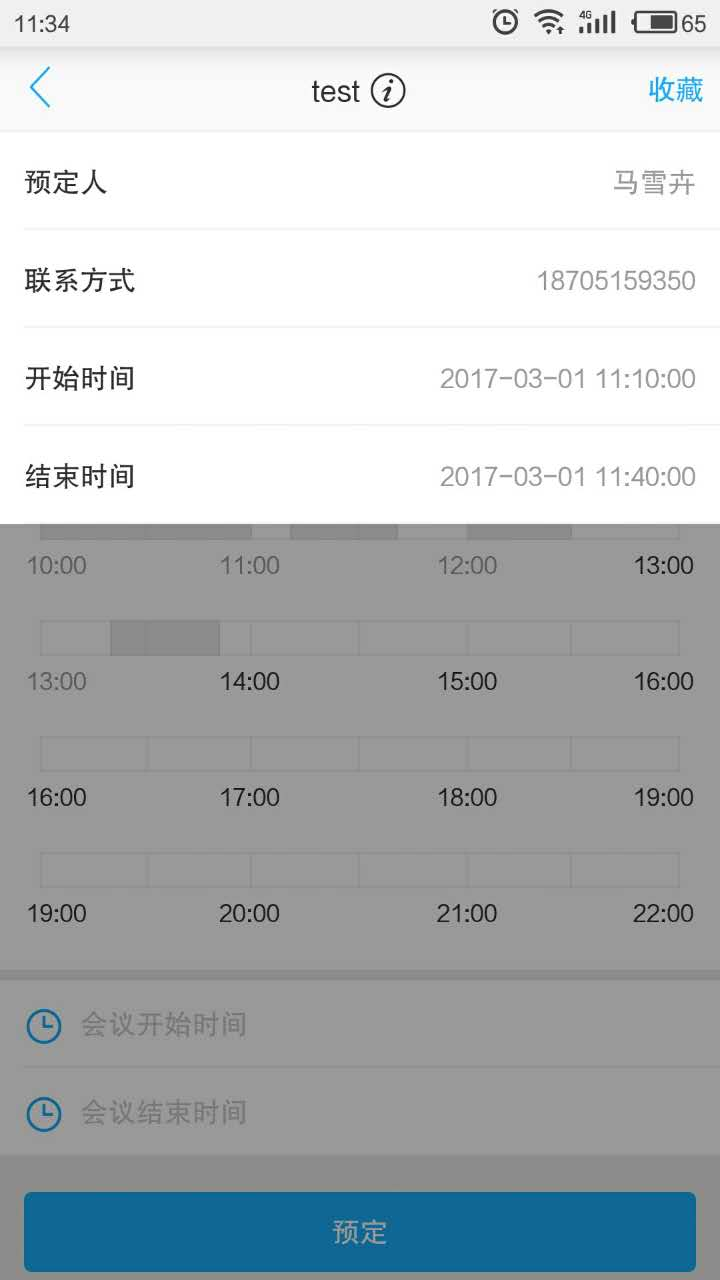 11:34 4G 65
test i 收藏
预定人 马雪卉
联系方式 18705159350
开始时间 2017-03-01 11:10:00
结束时间 2017-03-01 11:40:00
10:00 11:00 12:00 13:00
13:00 14:00 15:00 16:00
16:00 17:00 18:00 19:00
19:00 20:00 21:00 22:00
会议开始时间
会议结束时间
预定